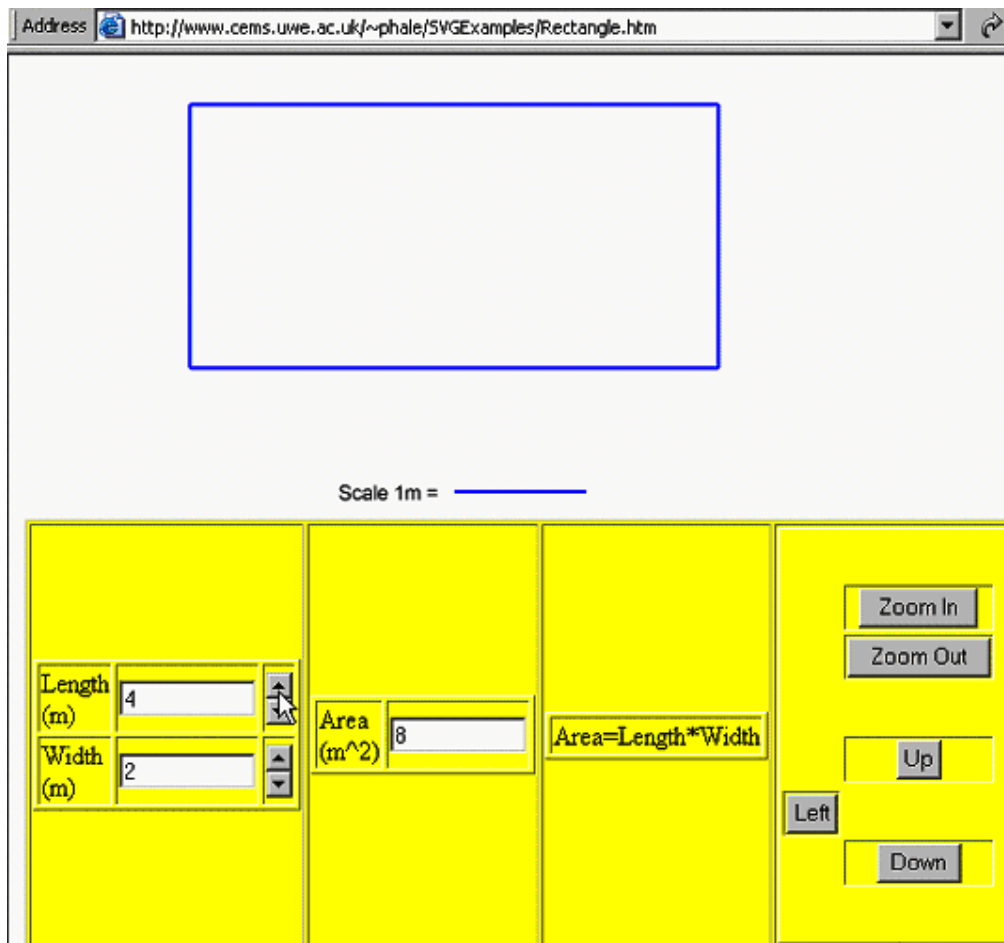 Address http://www.cems.uwe.ac.uk/~phale/SVGExamples/Rectangle.htm
Scale 1m =
Length
(m)
4
Width
(m)
2
Area
(m^2)
8
Area=Length*Width
Zoom In
Zoom Out
Up
Left
Down